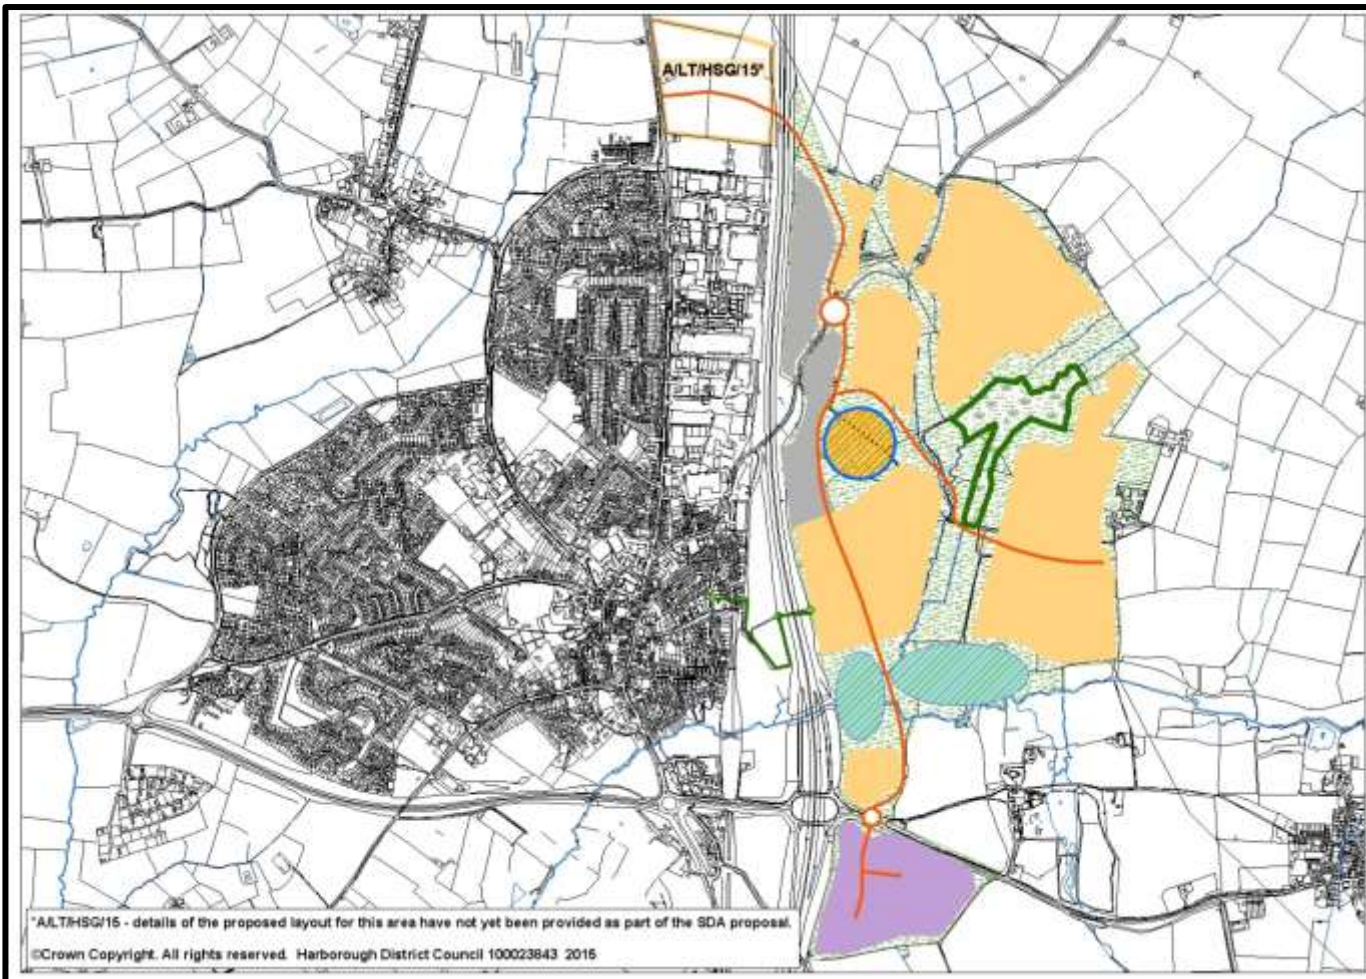 A/LT/HSG/15*
*A/LT/HSG/15 - details of the proposed layout for this area have not yet been provided as part of the SDA proposal.
©Crown Copyright. All rights reserved. Harborough District Council 100023843 2015